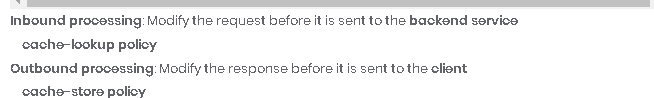 Inbound processing: Modify the request before it is sent to the backend service
cache-lookup policy
Outbound processing: Modify the response before it is sent to the client
cache-store policy